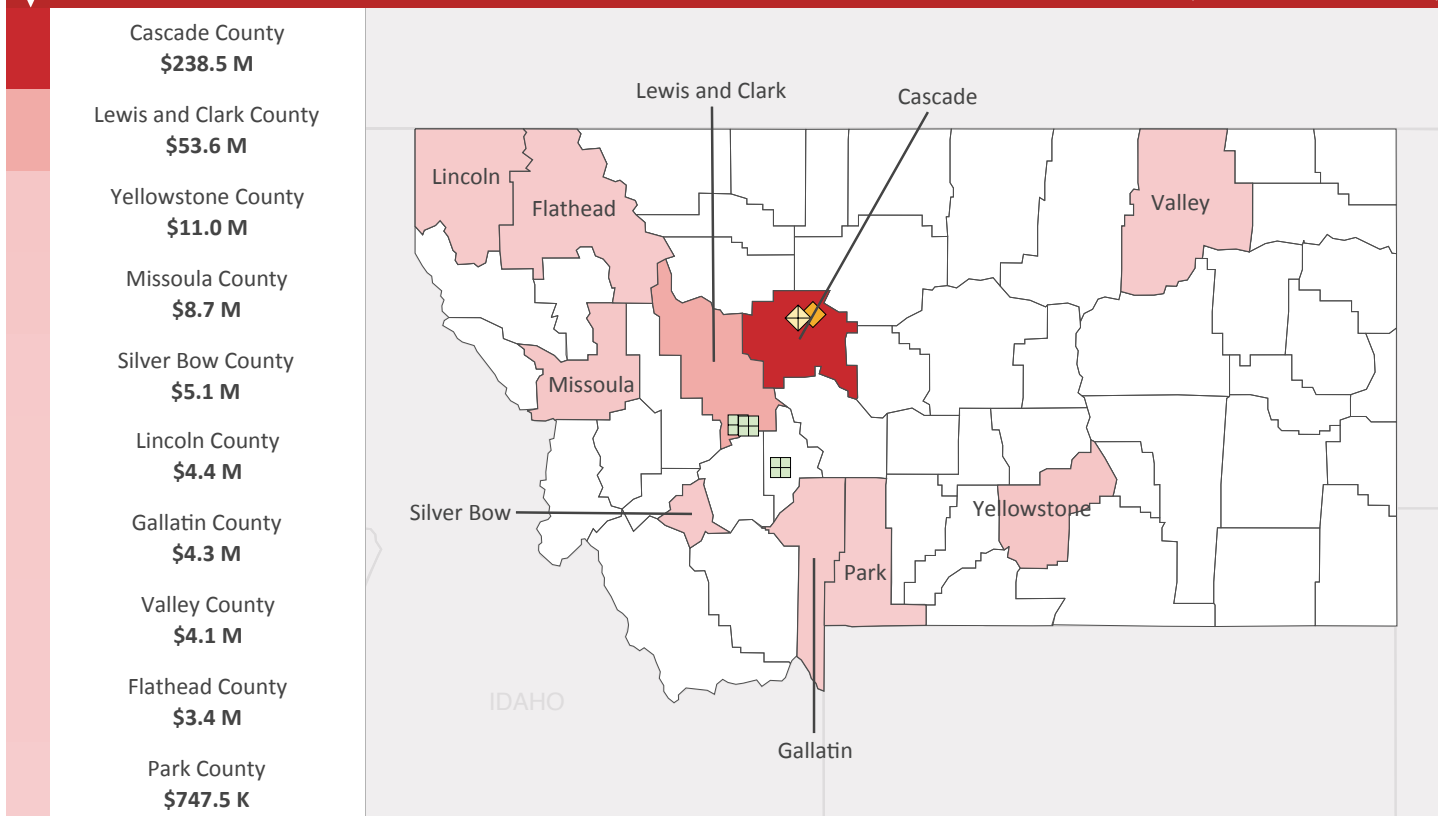 Cascade County
$238.5 M
Lewis and Clark County
$53.6 M
Yellowstone County
$11.0 M
Missoula County
$8.7 M
Silver Bow County
$5.1 M
Lincoln County
$4.4 M
Gallatin County
$4.3 M
Valley County
$4.1 M
Flathead County
$3.4 M
Park County
$747.5 K
Lewis and Clark
Cascade
Lincoln
Flathead
Valley
Missoula
Silver Bow
Yellowstone
Park
Gallatin
IDAHO